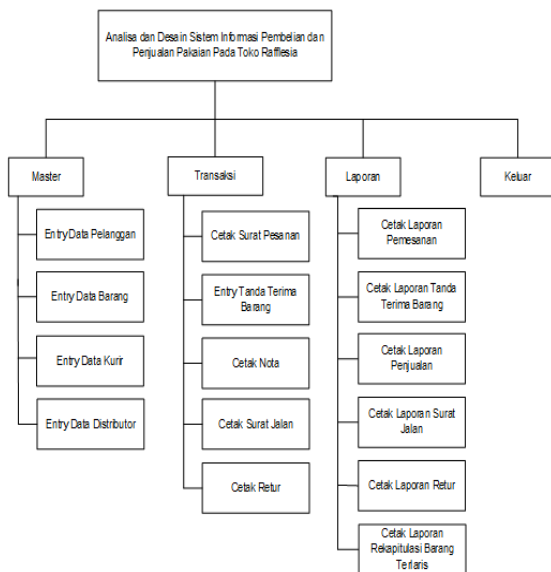 Analisa dan Desain Sistem Informasi Pembelian dan
Penjualan Pakaian Pada Toko Rafflesia
Master
Transaksi
Laporan
Keluar
Entry Data Pelanggan
Entry Data Barang
Entry Data Kurir
Entry Data Distributor
Cetak Surat Pesanan
Entry Tanda Terima
Barang
Cetak Nota
Cetak Surat Jalan
Cetak Retur
Cetak Laporan
Pemesanan
Cetak Laporan Tanda
Terima Barang
Cetak Laporan
Penjualan
Cetak Laporan Surat
Jalan
Cetak Laporan Retur
Cetak Laporan
Rekapitulasi Barang
Terlaris